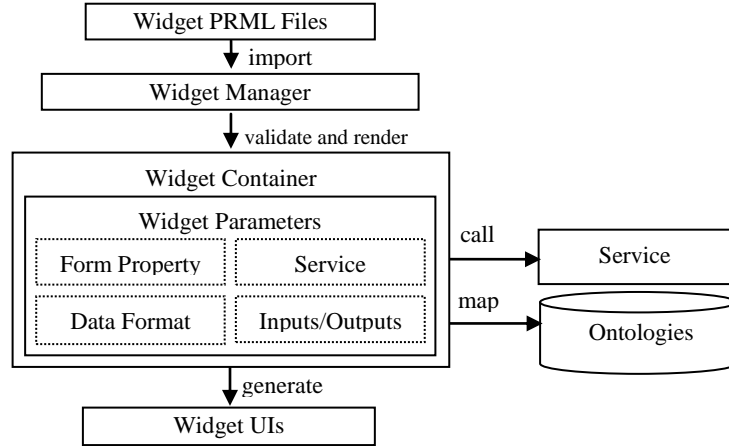 Widget PRML Files
import
Widget Manager
validate and render
Widget Container
Widget Parameters
Form Property
Service
Data Format
Inputs/Outputs
call
Service
map
Ontologies
generate
Widget UIs